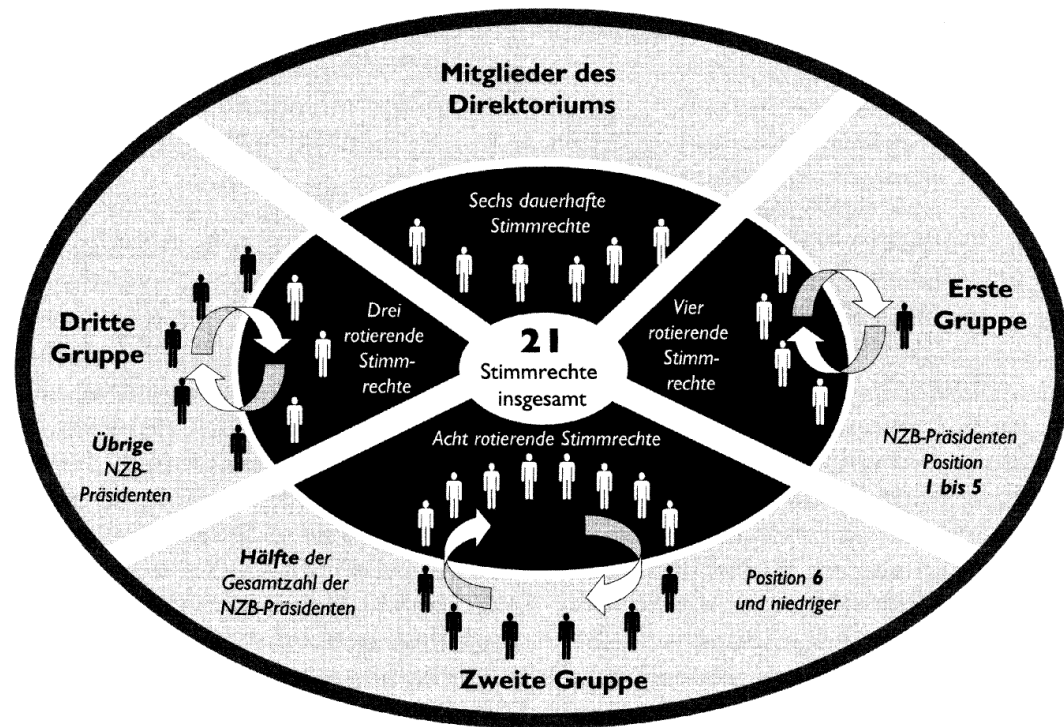 Mitglieder des
Direktoriums
Sechs dauerhafte
Stimmrechte
Dritte
Gruppe
Drei
rotierende
Stimm-
rechte
21
Stimmrechte
insgesamt
Vier
rotierende
Stimm-
rechte
Erste
Gruppe
Übrige
NZB-
Präsidenten
Acht rotierende Stimmrechte
NZB-Präsidenten
Position
1 bis 5
Hälfte der
Gesamtzahl der
NZB-Präsidenten
Position 6
und niedriger
Zweite Gruppe